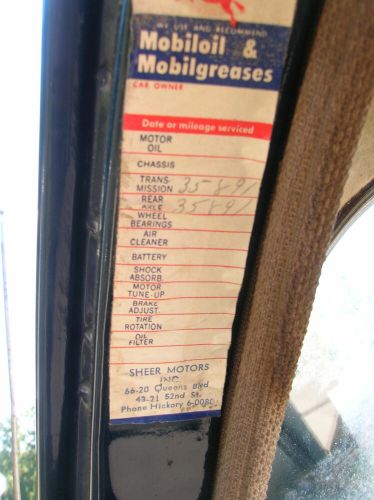 WE USE AND RECOMMEND
Mobiloil &
Mobilgreases
CAR OWNER
Date or mileage serviced
MOTOR
OIL
CHASSIS
TRANS-
MISSION 35891
REAR
AXLE 35891
WHEEL
BEARINGS
AIR
CLEANER
BATTERY
SHOCK
ABSORB.
MOTOR
TUNE-UP
BRAKE
ADJUST.
TIRE
ROTATION
OIL
FILTER
SHEER MOTORS
INC.
66-20 Queens Blvd.
43-21 52nd St.
Phone Hickory 6-0080